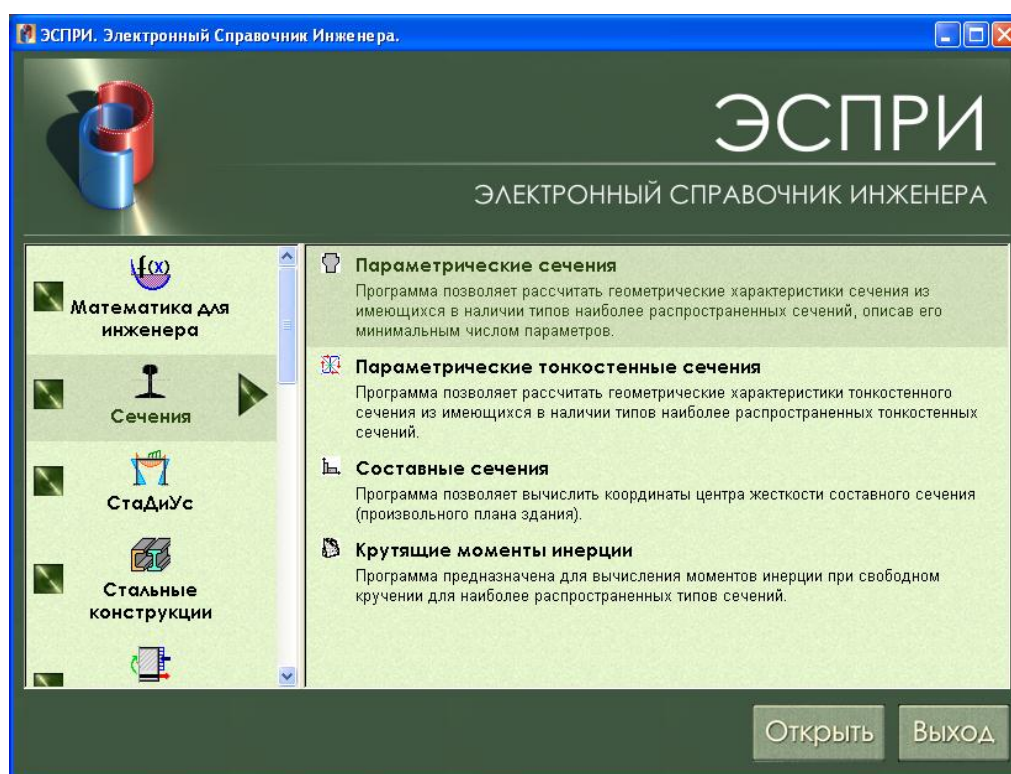 ЭСПРИ. Электронный Справочник Инженера.
ЭСПРИ
ЭЛЕКТРОННЫЙ СПРАВОЧНИК ИНЖЕНЕРА
f(x)
Математика для
инженера
Сечения
СтаДиУс
Стальные
конструкции
Параметрические сечения
Программа позволяет рассчитать геометрические характеристики сечения из
имеющихся в наличии типов наиболее распространенных сечений, описав его
минимальным числом параметров.
Параметрические тонкостенные сечения
Программа позволяет рассчитать геометрические характеристики тонкостенного
сечения из имеющихся в наличии типов наиболее распространенных тонкостенных
сечений.
Составные сечения
Программа позволяет вычислить координаты центра жесткости составного сечения
(произвольного плана здания).
Крутящие моменты инерции
Программа предназначена для вычисления моментов инерции при свободном
кручении для наиболее распространенных типов сечений.
Открыть
Выход